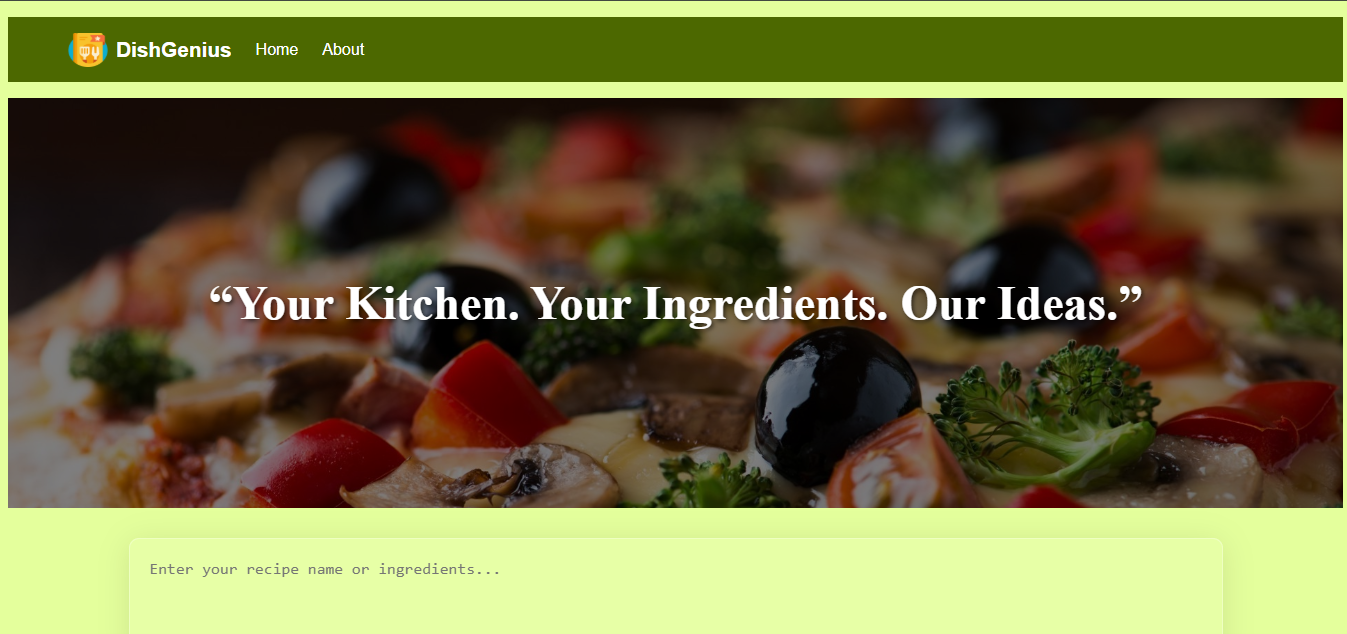 DishGenius Home About
“Your Kitchen. Your Ingredients. Our Ideas.”
Enter your recipe name or ingredients...